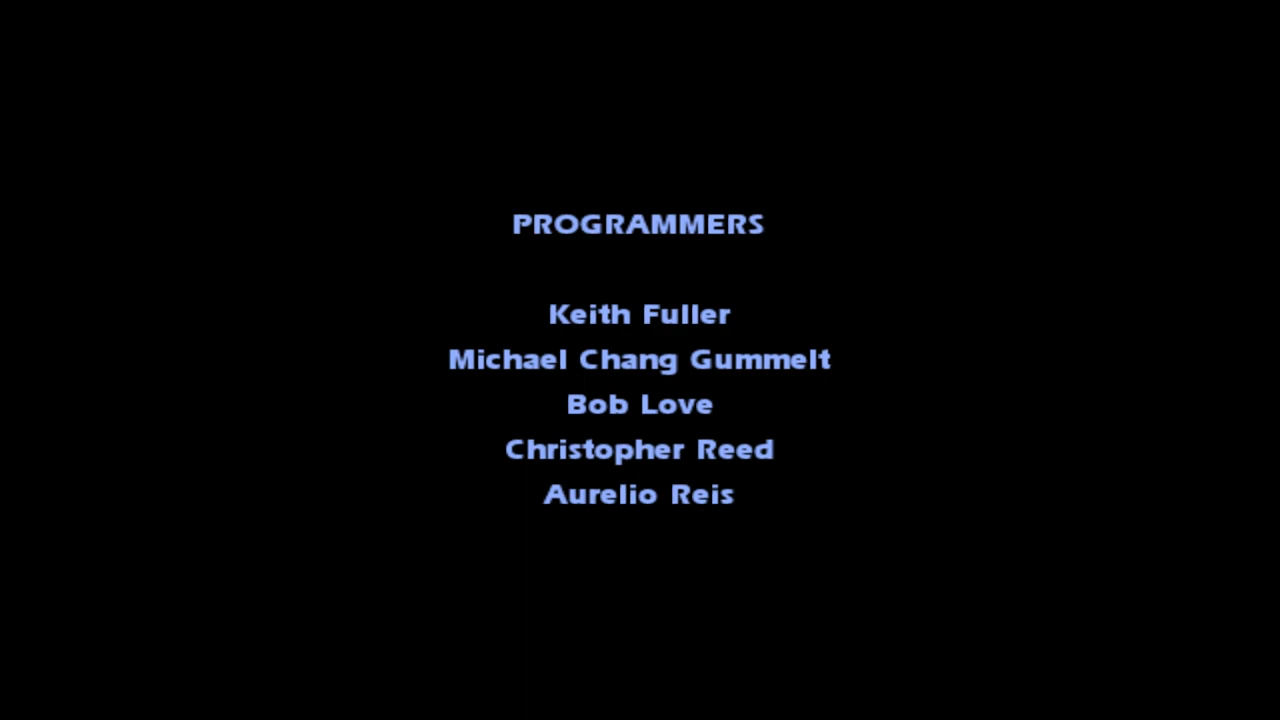 PROGRAMMERS
Keith Fuller
Michael Chang Gummelt
Bob Love
Christopher Reed
Aurelio Reis